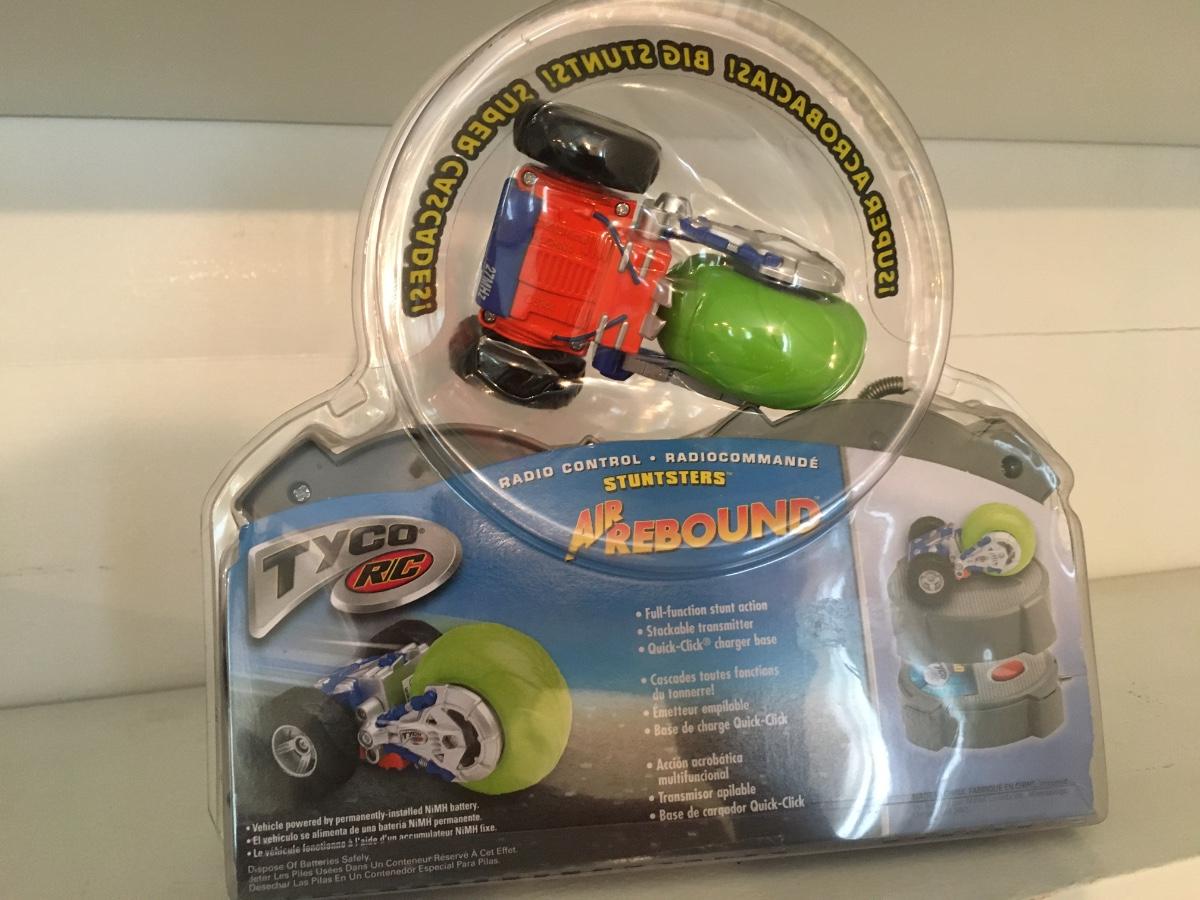 SUPER CASCADES! BIG STUNTS! ¡SUPER ACROBACIAS!
27MHz
RADIO CONTROL • RADIOCOMMANDÉ
STUNTSTERS™
AIR REBOUND™
TYCO®
R/C
• Full-function stunt action
• Stackable transmitter
• Quick-Click® charger base
• Cascades toutes fonctions
du tonnerre!
• Émetteur empilable
• Base de charge Quick-Click
• Acción acrobática
multifuncional
• Transmisor apilable
• Base de cargador Quick-Click
TYCO
R/C
• Vehicle powered by permanently-installed NiMH battery.
• El vehículo se alimenta de una batería NiMH permanente.
• Le véhicule fonctionne à l'aide d'un accumulateur NiMH fixe.
Dispose Of Batteries Safely.
Jeter Les Piles Usées Dans Un Conteneur Réservé À Cet Effet.
Desechar Las Pilas En Un Contenedor Especial Para Pilas.